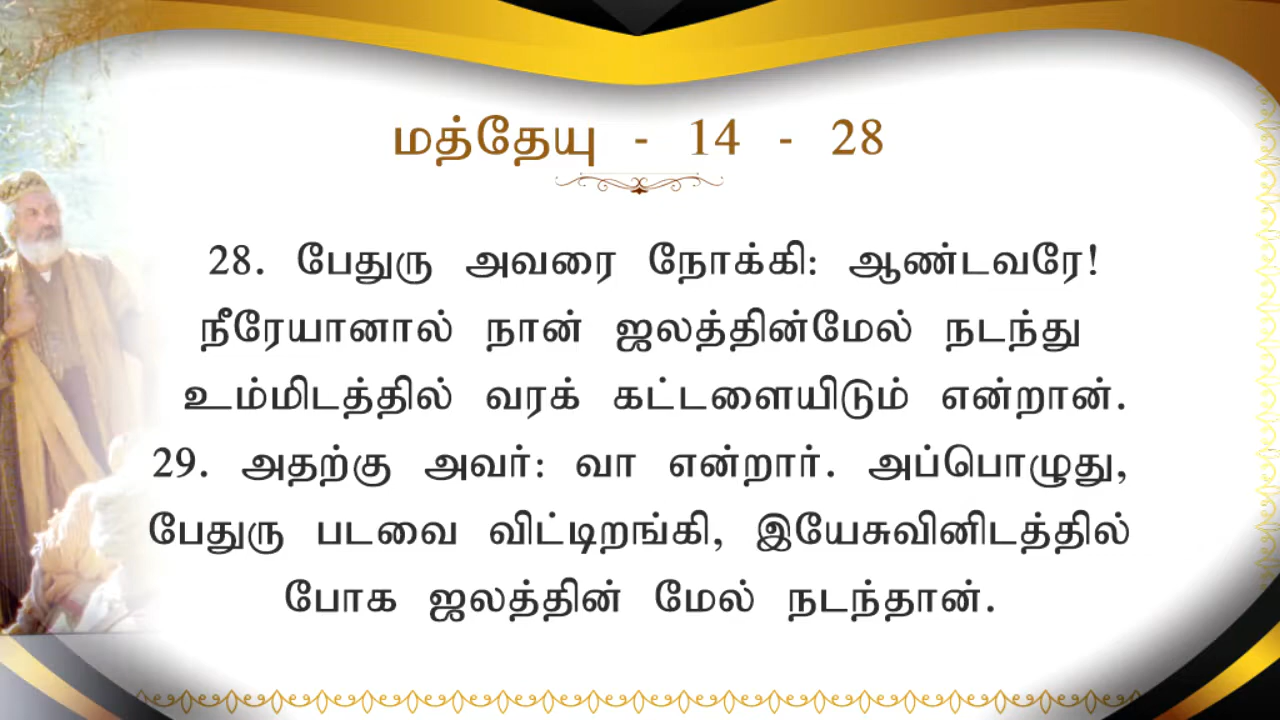 மத்தேயு - 14 - 28
28. பேதுரு அவரை நோக்கி: ஆண்டவரே!
நீரேயானால் நான் ஜலத்தின்மேல் நடந்து
உம்மிடத்தில் வரக் கட்டளையிடும் என்றான்.
29. அதற்கு அவர்: வா என்றார். அப்பொழுது,
பேதுரு படவை விட்டிறங்கி, இயேசுவினிடத்தில்
போக ஜலத்தின் மேல் நடந்தான்.